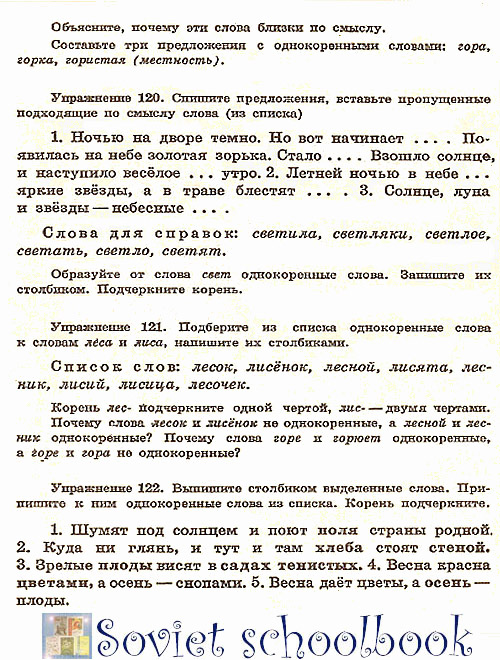 Объясните, почему эти слова близки по смыслу.
Составьте три предложения с однокоренными словами: гора,
горка, гористая (местность).
Упражнение 120. Спишите предложения, вставьте пропущенные
подходящие по смыслу слова (из списка)
1. Ночью на дворе темно. Но вот начинает . . . . По-
явилась на небе золотая зорька. Стало . . . . Взошло солнце,
и наступило весёлое . . . утро. 2. Летней ночью в небе . . .
яркие звёзды, а в траве блестят . . . . 3. Солнце, луна
и звёзды — небесные . . . .
Слова для справок: светила, светляки, светлое,
светать, светло, светят.
Образуйте от слова свет однокоренные слова. Запишите их
столбиком. Подчеркните корень.
Упражнение 121. Подберите из списка однокоренные слова
к словам леса и лиса, напишите их столбиками.
Список слов: лесок, лисёнок, лесной, лисята, лес-
ник, лисий, лисица, лесочек.
Корень лес- подчеркните одной чертой, лис- — двумя чертами.
Почему слова лесок и лисёнок не однокоренные, а лесной и лес-
ник однокоренные? Почему слова горе и горюет однокоренные,
а горе и гора не однокоренные?
Упражнение 122. Выпишите столбиком выделенные слова. При-
пишите к ним однокоренные слова из списка. Корень подчеркните.
1. Шумят под солнцем и поют поля страны родной.
2. Куда ни глянь, и тут и там хлеба стоят стеной.
3. Зрелые плоды висят в садах тенистых. 4. Весна красна
цветами, а осень — снопами. 5. Весна даёт цветы, а осень —
плоды.
Soviet schoolbook